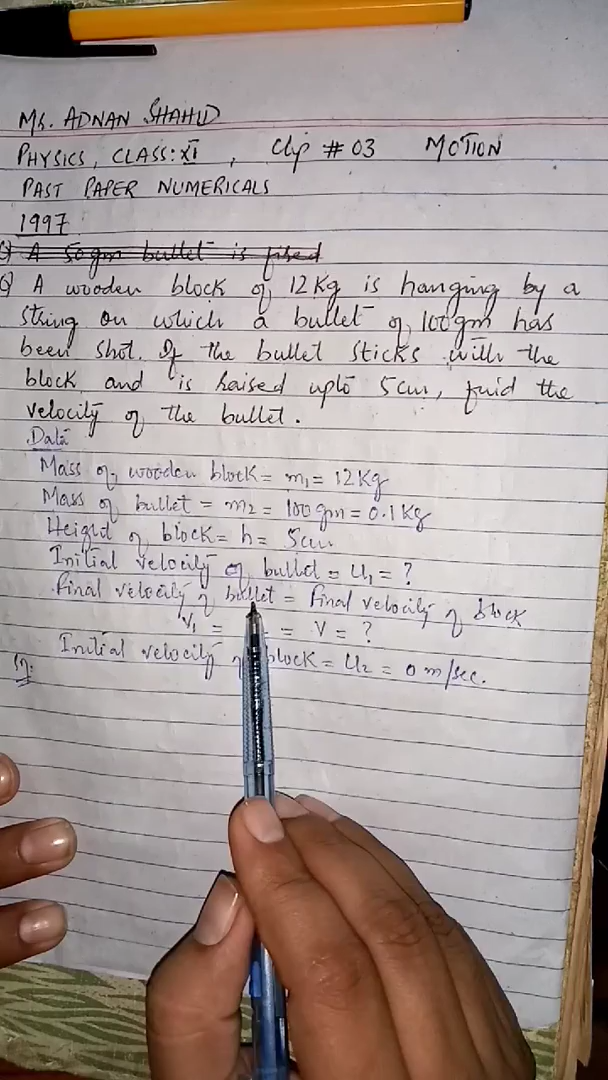 MS. ADNAN SHAHID
PHYSICS, CLASS: XI, Clip # 03 MOTION
PAST PAPER NUMERICALS
1997
Q A 50gm bullet is fired
Q A wooden block of 12 Kg is hanging by a
string on which a bullet of 100gm has
been shot. If the bullet sticks with the
block and is raised upto 5cm, find the
velocity of the bullet.
Data
Mass of wooden block = m₁ = 12 Kg
Mass of bullet = m₂ = 100 gm = 0.1 Kg
Height of block = h = 5cm
Initial velocity of bullet = U₁ = ?
Final velocity of bullet = Final velocity of block
V₁ = = V = ?
Initial velocity of block = U₂ = 0 m/sec.